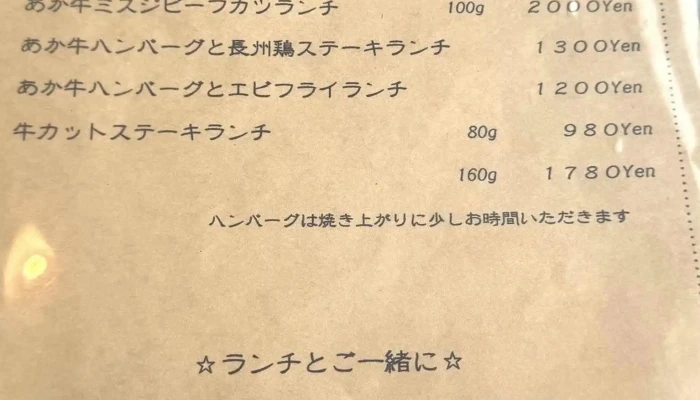 あか牛ミスジビーフカツランチ 100g 2000Yen
あか牛ハンバーグと長州鶏ステーキランチ 1300Yen
あか牛ハンバーグとエビフライランチ 1200Yen
牛カットステーキランチ 80g 980Yen
160g 1780Yen
ハンバーグは焼き上がりに少しお時間いただきます
☆ランチとご一緒に☆